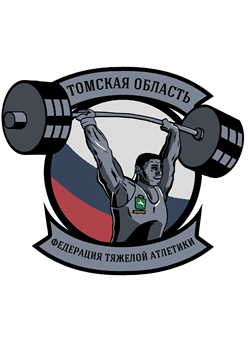 ТОМСКАЯ ОБЛАСТЬ
ФЕДЕРАЦИЯ ТЯЖЕЛОЙ АТЛЕТИКИ